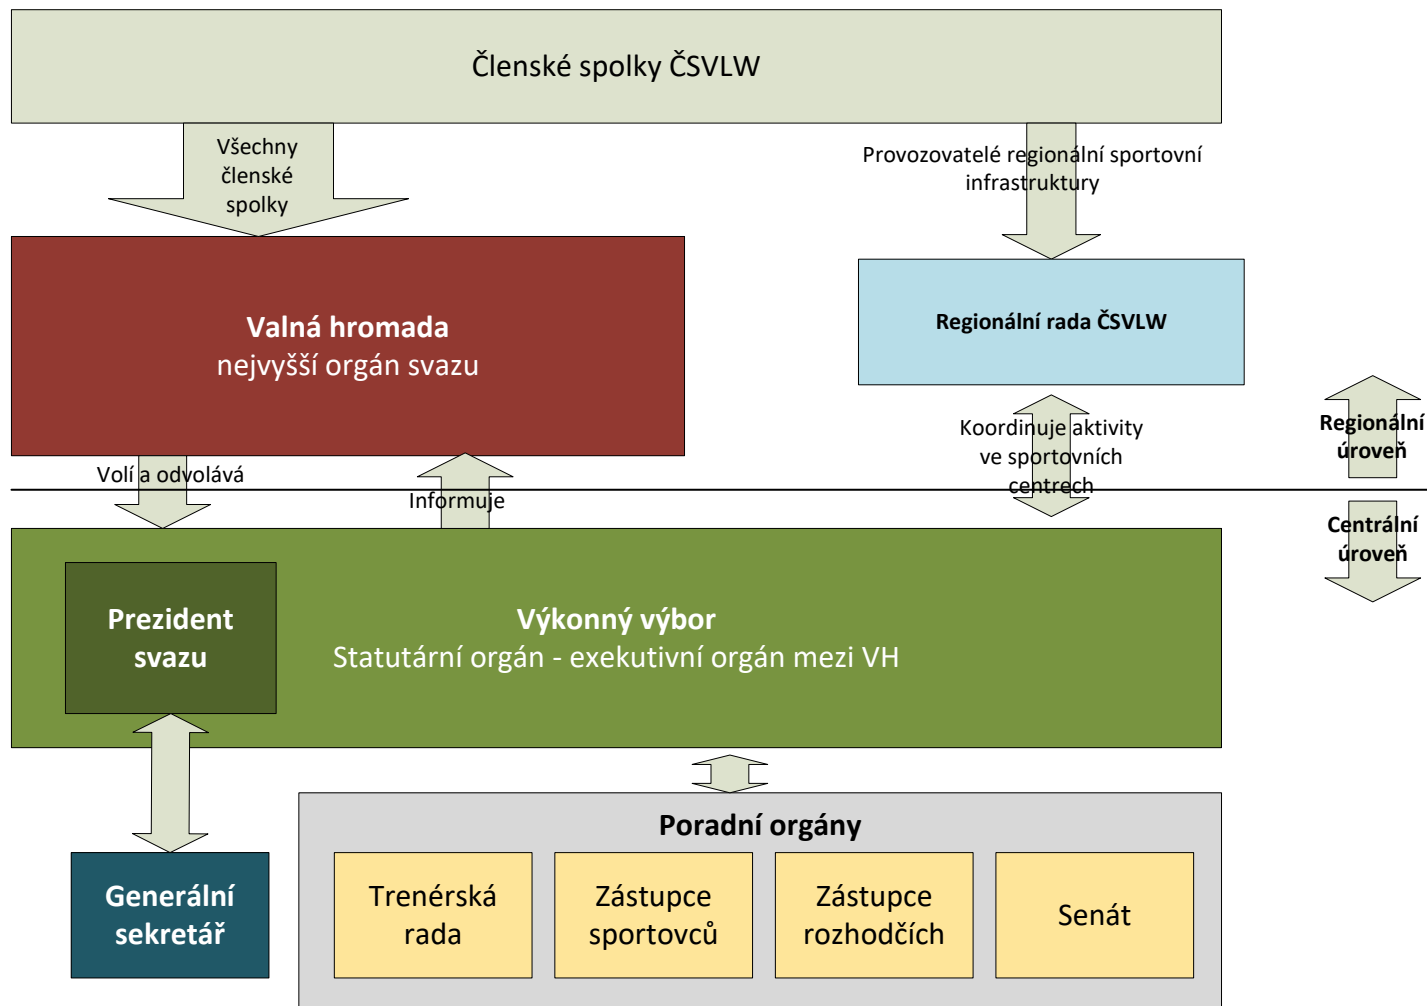 Členské spolky ČSVLW
Všechny
členské
spolky
Provozovatelé regionální sportovní
infrastruktury
Valná hromada
nejvyšší orgán svazu
Regionální rada ČSVLW
Volí a odvolává
Informuje
Koordinuje aktivity
ve sportovních
centrech
Regionální
úroveň
Centrální
úroveň
Prezident
svazu
Výkonný výbor
Statutární orgán - exekutivní orgán mezi VH
Generální
sekretář
Poradní orgány
Trenérská
rada
Zástupce
sportovců
Zástupce
rozhodčích
Senát